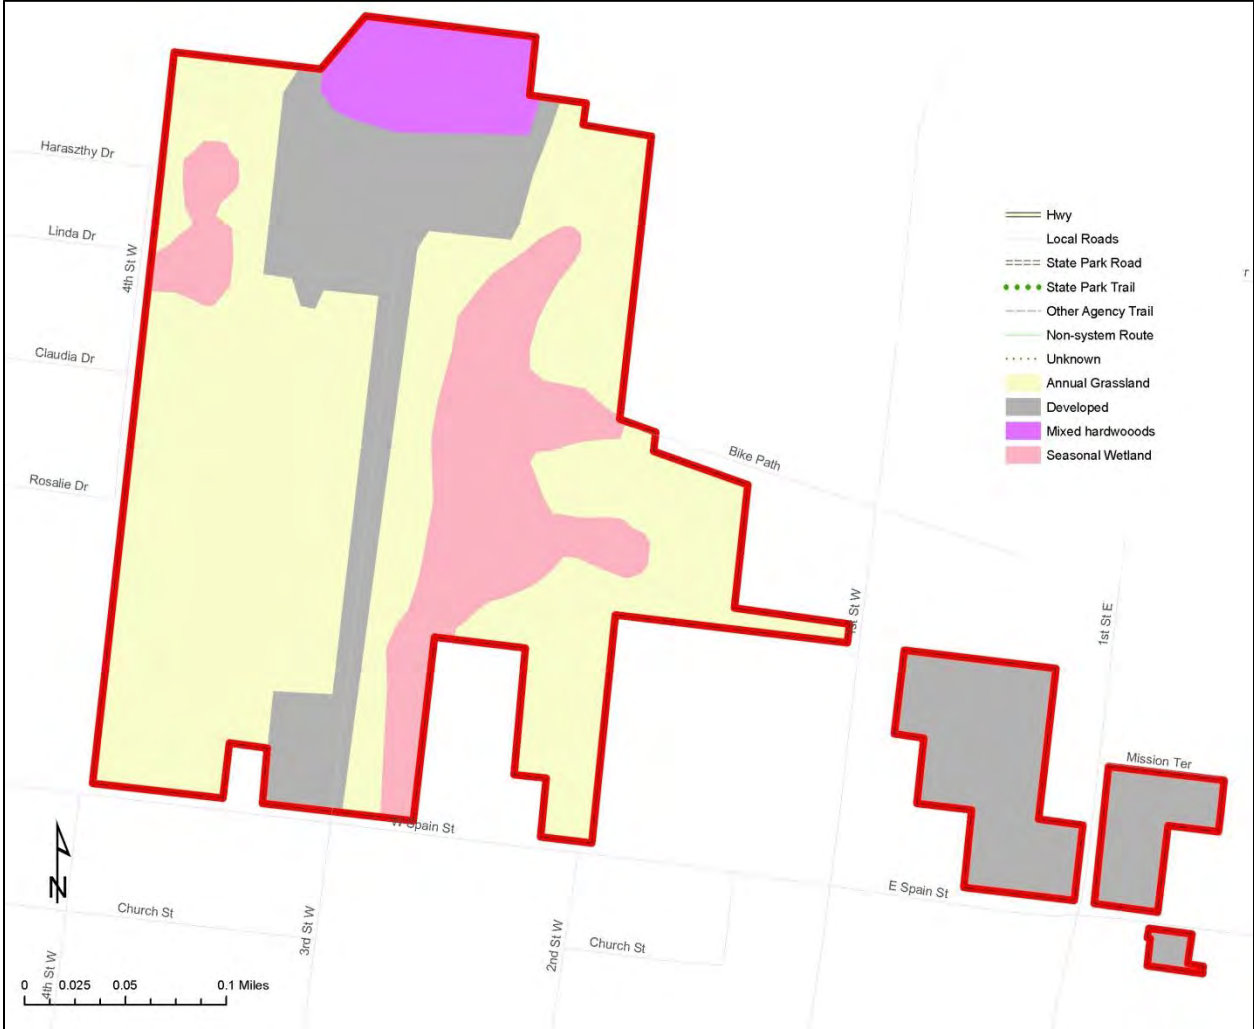 Haraszthy Dr
Linda Dr
4th St W
Claudia Dr
Rosalie Dr
Hwy
Local Roads
State Park Road
State Park Trail
Other Agency Trail
Non-system Route
Unknown
Annual Grassland
Developed
Mixed hardwooods
Seasonal Wetland
r
Bike Path
1st St W
1st St E
Mission Ter
W Spain St
E Spain St
N
Church St
3rd St W
2nd St W
Church St
4th St W
0 0.025 0.05 0.1 Miles